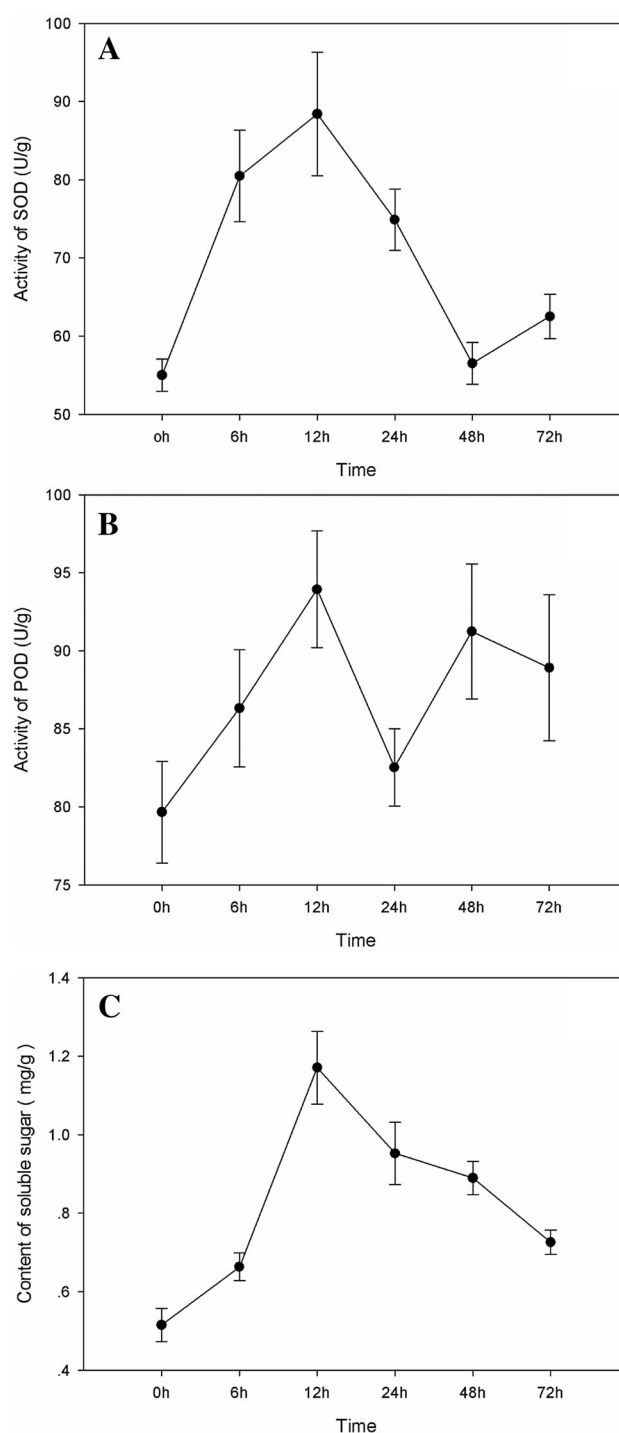 A
100
90
80
70
60
50
Activity of SOD (U/g)
oh 6h 12h 24h 48h 72h
Time
B
100
95
90
85
80
75
Activity of POD (U/g)
0h 6h 12h 24h 48h 72h
Time
C
1.4
1.2
1.0
.8
.6
.4
Content of soluble sugar ( mg/g )
0h 6h 12h 24h 48h 72h
Time